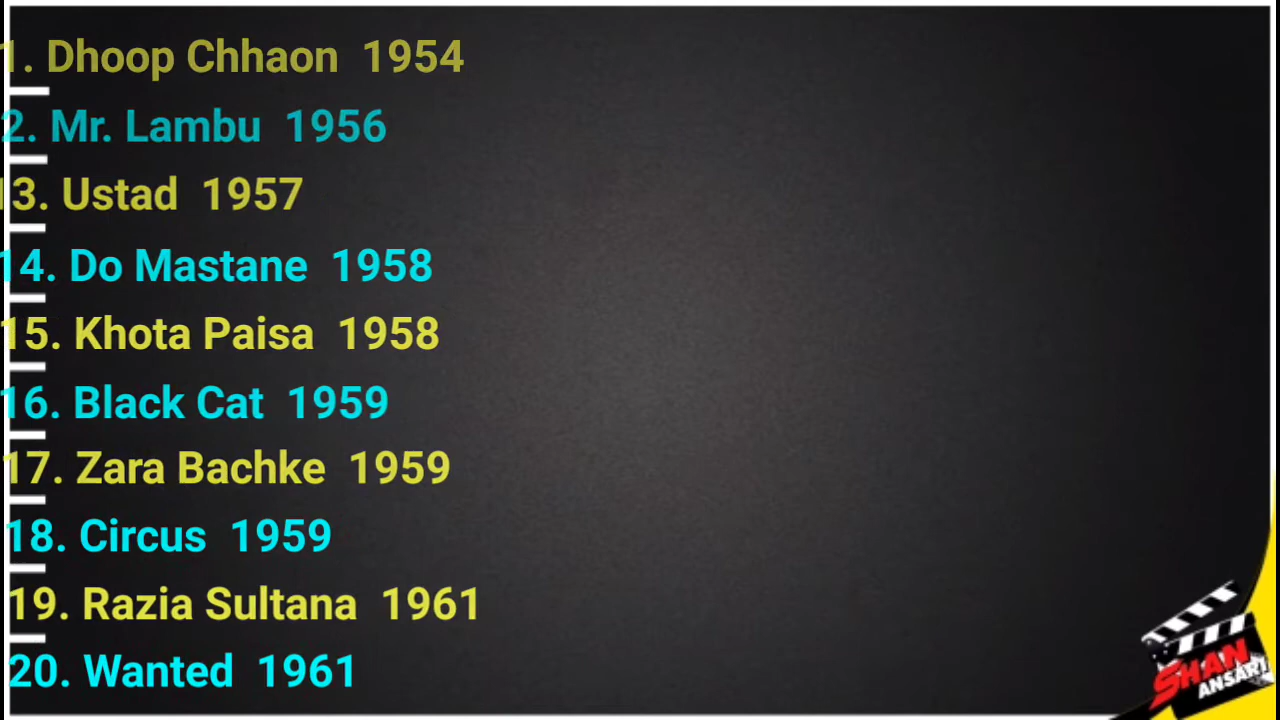 1. Dhoop Chhaon 1954
2. Mr. Lambu 1956
13. Ustad 1957
14. Do Mastane 1958
15. Khota Paisa 1958
16. Black Cat 1959
17. Zara Bachke 1959
18. Circus 1959
19. Razia Sultana 1961
20. Wanted 1961
SHAN
ANSARI